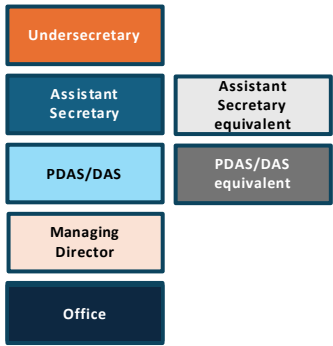 Undersecretary
Assistant
Secretary
Assistant
Secretary
equivalent
PDAS/DAS
PDAS/DAS
equivalent
Managing
Director
Office